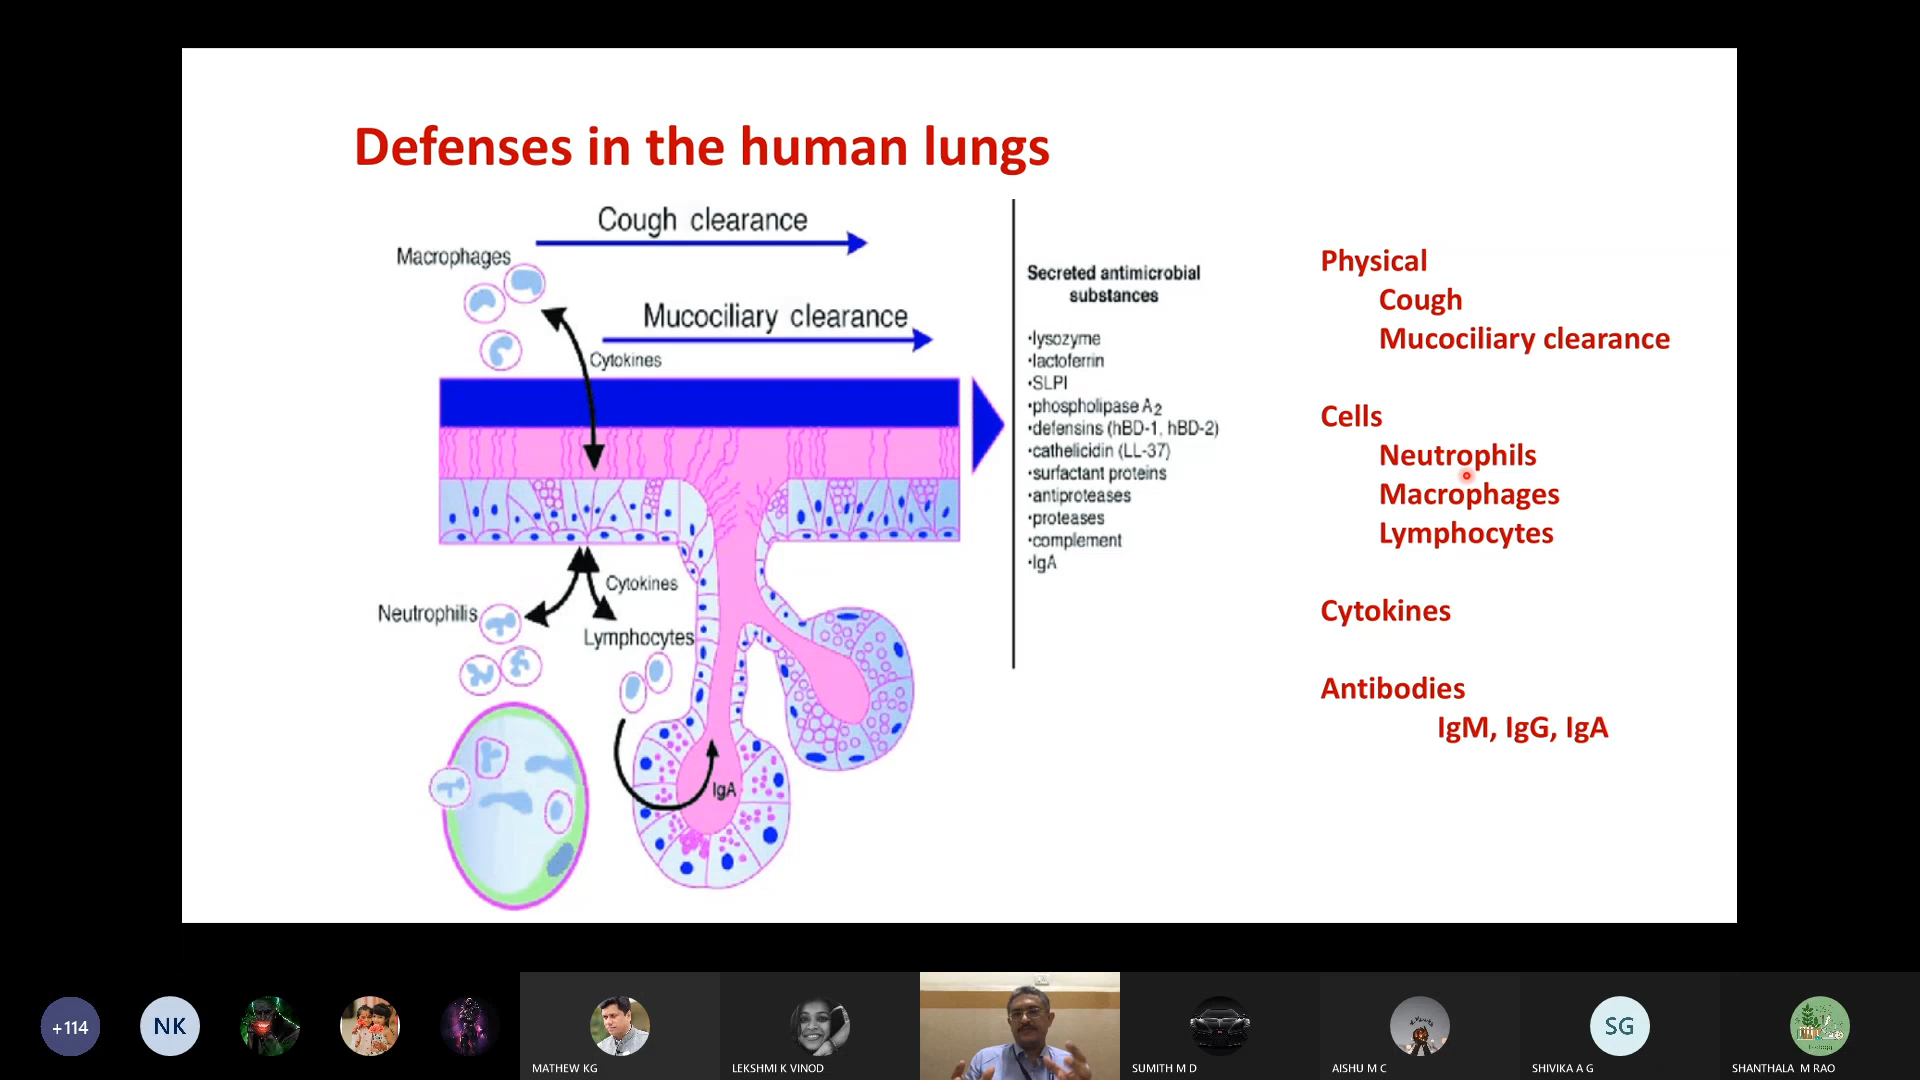 Defenses in the human lungs
Cough clearance
Macrophages
Mucociliary clearance
Cytokines
Cytokines
Neutrophilis
Lymphocytes
IgA
Secreted antimicrobial
substances
•lysozyme
•lactoferrin
•SLPI
•phospholipase A2
•defensins (hBD-1, hBD-2)
•cathelicidin (LL-37)
•surfactant proteins
•antiproteases
•proteases
•complement
•IgA
Physical
Cough
Mucociliary clearance
Cells
Neutrophils
Macrophages
Lymphocytes
Cytokines
Antibodies
IgM, IgG, IgA
+114
NK
MATHEW KG
LEKSHMI K VINOD
SUMITH M D
AISHU M C
SG
SHIVIKA A G
SHANTHALA M RAO